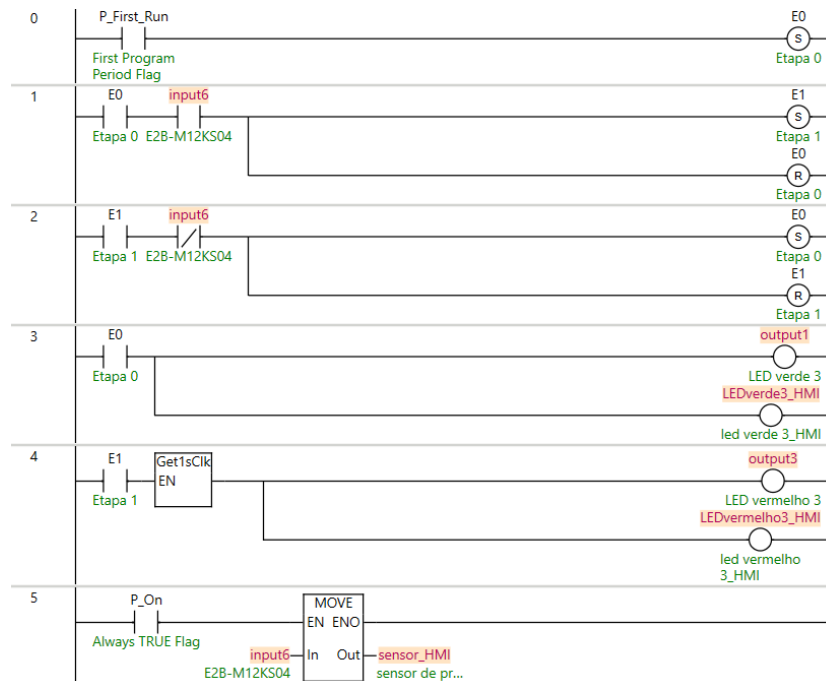 0
P_First_Run
E0
S
First Program
Period Flag
Etapa 0
1
E0
input6
E1
S
Etapa 0
E2B-M12KS04
Etapa 1
E0
R
Etapa 0
2
E1
input6
E0
S
Etapa 1
E2B-M12KS04
Etapa 0
E1
R
Etapa 1
3
E0
output1
Etapa 0
LED verde 3
LEDverde3_HMI
led verde 3_HMI
4
E1
Get1sClk
EN
output3
Etapa 1
LED vermelho 3
LEDvermelho3_HMI
led vermelho
3_HMI
5
P_On
MOVE
EN ENO
Always TRUE Flag
input6
In Out
sensor_HMI
E2B-M12KS04
sensor de pr...